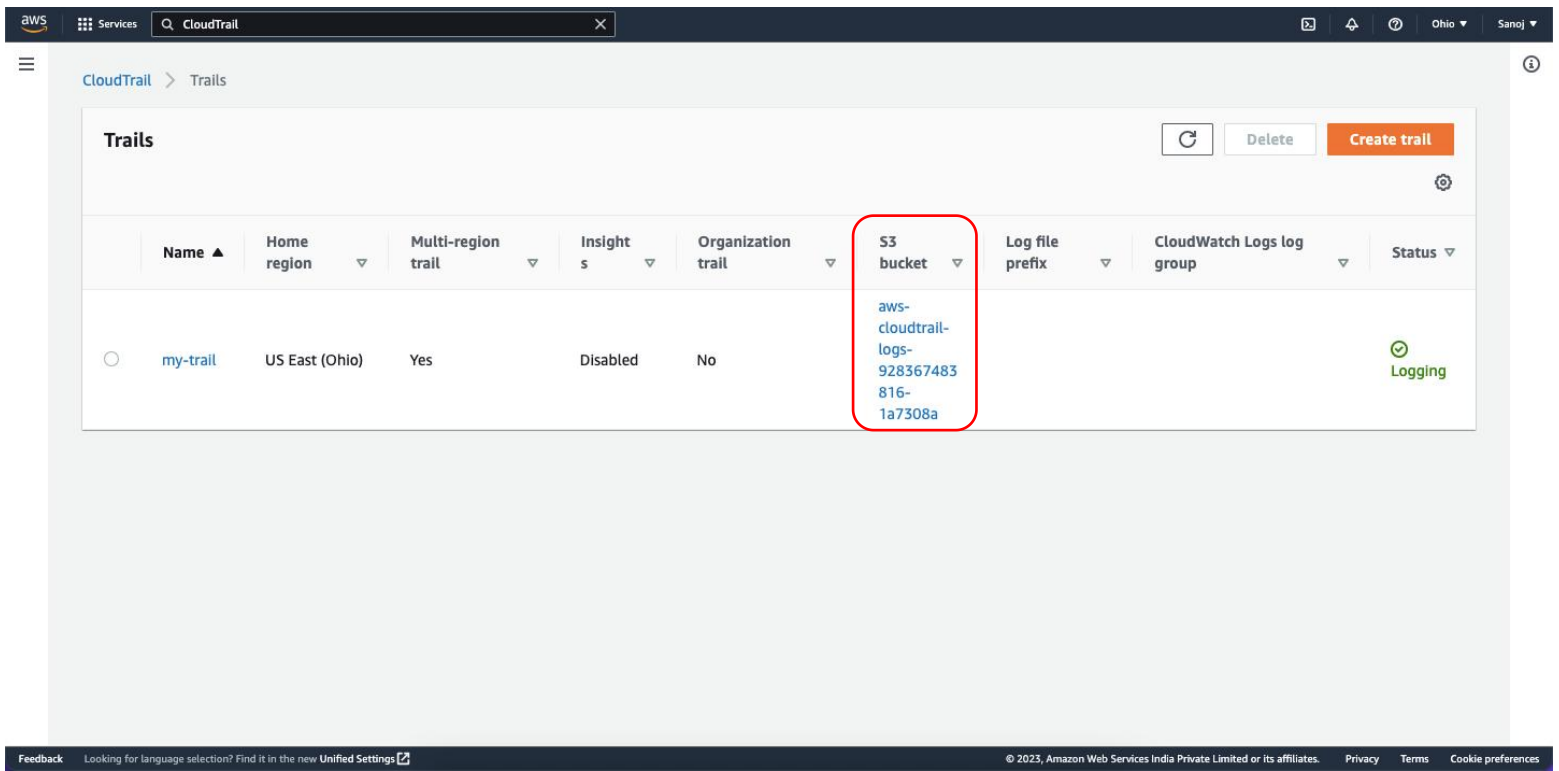 aws
Services
CloudTrail
Ohio
Sanoj
CloudTrail
Trails
Trails
Delete
Create trail
Name
Home
region
Multi-region
trail
Insight
s
Organization
trail
S3
bucket
Log file
prefix
CloudWatch Logs log
group
Status
my-trail
US East (Ohio)
Yes
Disabled
No
aws-
cloudtrail-
logs-
928367483
816-
1a7308a
Logging
Feedback
Looking for language selection? Find it in the new Unified Settings
© 2023, Amazon Web Services India Private Limited or its affiliates.
Privacy
Terms
Cookie preferences